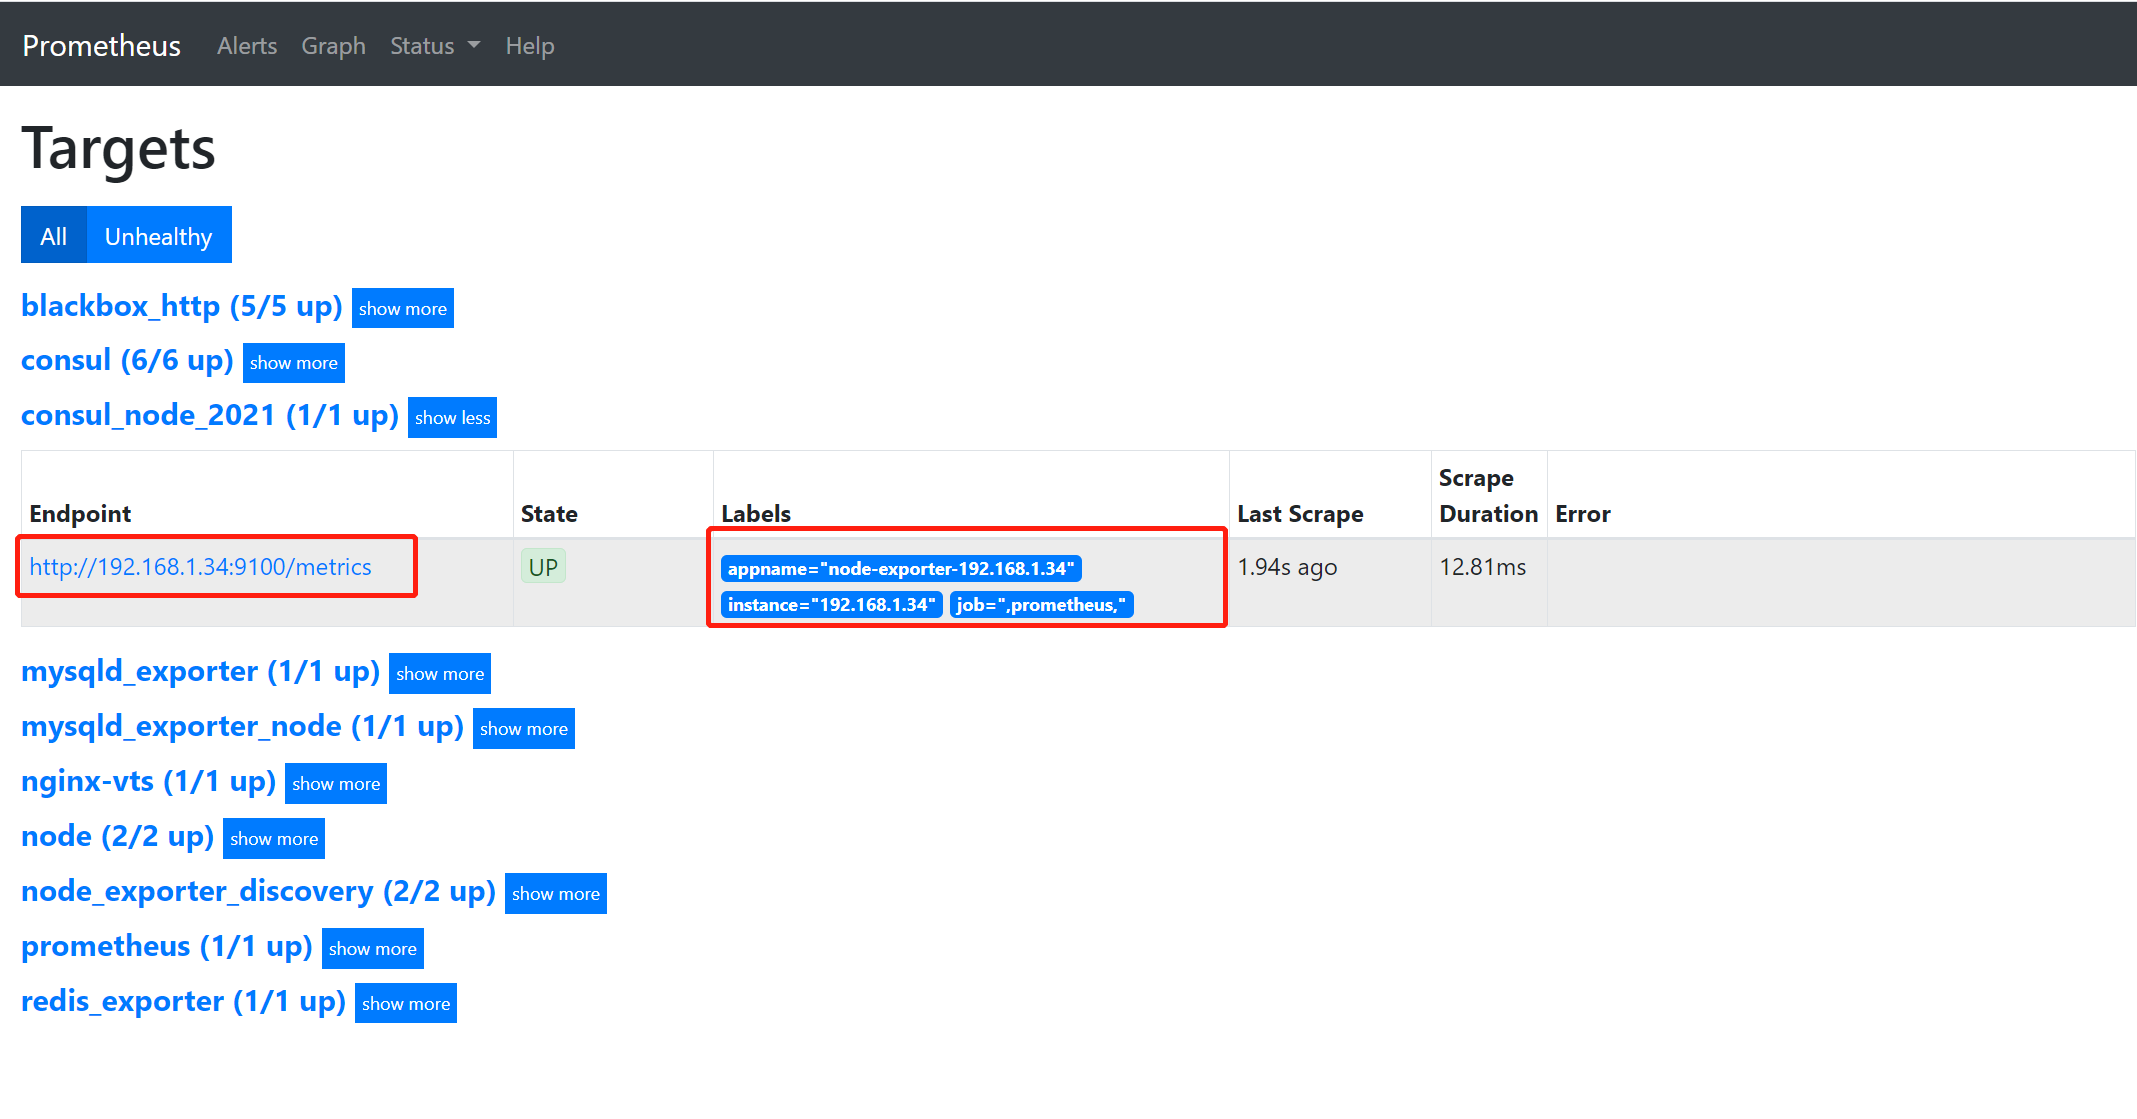 Prometheus Alerts Graph Status Help
Targets
All Unhealthy
blackbox_http (5/5 up) show more
consul (6/6 up) show more
consul_node_2021 (1/1 up) show less
Endpoint State Labels Last Scrape Scrape Duration Error
http://192.168.1.34:9100/metrics UP appname="node-exporter-192.168.1.34" 1.94s ago 12.81ms
instance="192.168.1.34" job=",prometheus,"
mysqld_exporter (1/1 up) show more
mysqld_exporter_node (1/1 up) show more
nginx-vts (1/1 up) show more
node (2/2 up) show more
node_exporter_discovery (2/2 up) show more
prometheus (1/1 up) show more
redis_exporter (1/1 up) show more